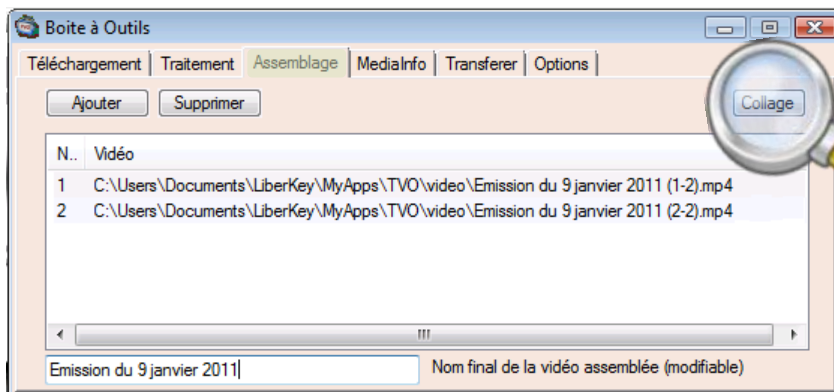 Boite à Outils
Téléchargement Traitement Assemblage MediaInfo Transferer Options
Ajouter Supprimer Collage
N.. Vidéo
1 C:\Users\Documents\LiberKey\MyApps\TVO\video\Emission du 9 janvier 2011 (1-2).mp4
2 C:\Users\Documents\LiberKey\MyApps\TVO\video\Emission du 9 janvier 2011 (2-2).mp4
Emission du 9 janvier 2011 Nom final de la vidéo assemblée (modifiable)